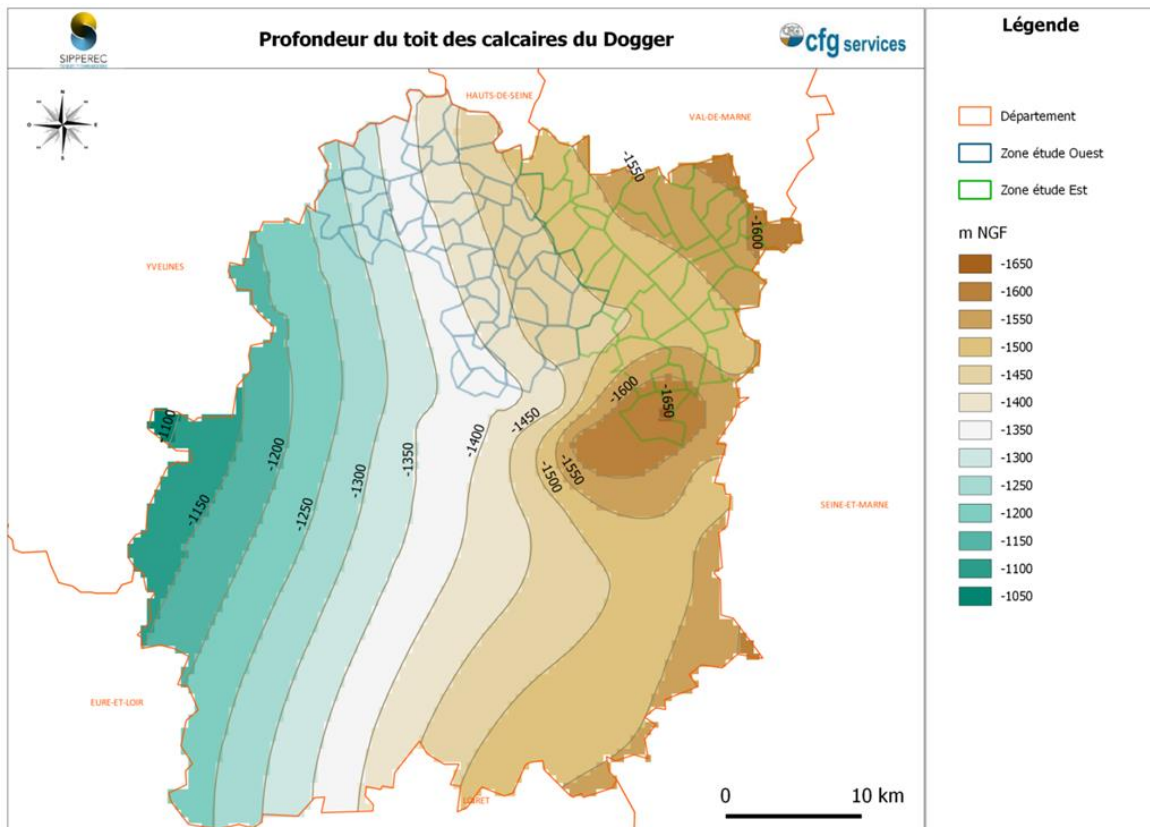 SIPPEREC
Profondeur du toit des calcaires du Dogger
cfg services
Légende
N
O
E
S
HAUTS-DE-SEINE
VAL-DE-MARNE
YVELINES
SEINE-ET-MARNE
EURE-ET-LOIR
LOIRET
-1550
-1600
-1600
-1650
-1100
-1150
-1200
-1250
-1300
-1350
-1400
-1450
-1500
-1550
0
10 km
Département
Zone étude Ouest
Zone étude Est
m NGF
-1650
-1600
-1550
-1500
-1450
-1400
-1350
-1300
-1250
-1200
-1150
-1100
-1050